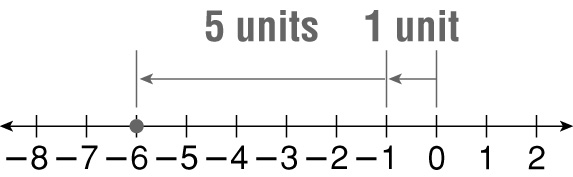 5 units 1 unit
−8 −7 −6 −5 −4 −3 −2 −1 0 1 2